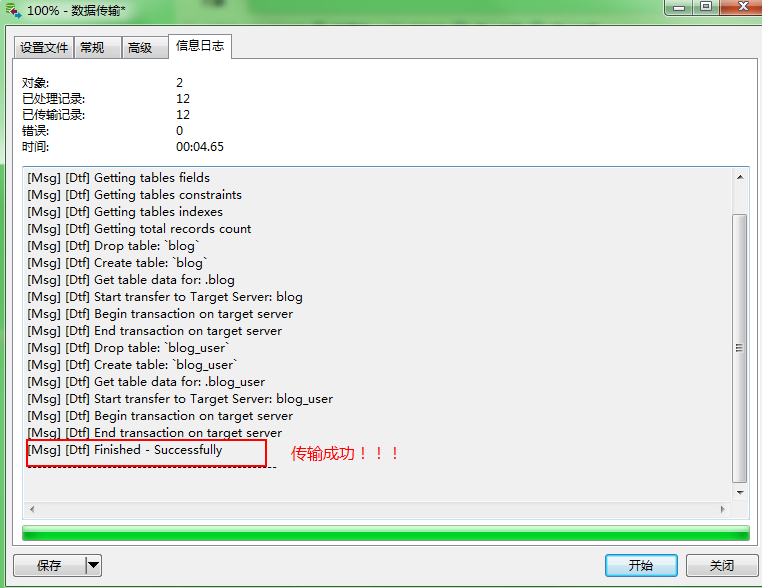 100% - 数据传输*
设置文件 常规 高级 信息日志
对象: 2
已处理记录: 12
已传输记录: 12
错误: 0
时间: 00:04.65
[Msg] [Dtf] Getting tables fields
[Msg] [Dtf] Getting tables constraints
[Msg] [Dtf] Getting tables indexes
[Msg] [Dtf] Getting total records count
[Msg] [Dtf] Drop table: `blog`
[Msg] [Dtf] Create table: `blog`
[Msg] [Dtf] Get table data for: .blog
[Msg] [Dtf] Start transfer to Target Server: blog
[Msg] [Dtf] Begin transaction on target server
[Msg] [Dtf] End transaction on target server
[Msg] [Dtf] Drop table: `blog_user`
[Msg] [Dtf] Create table: `blog_user`
[Msg] [Dtf] Get table data for: .blog_user
[Msg] [Dtf] Start transfer to Target Server: blog_user
[Msg] [Dtf] Begin transaction on target server
[Msg] [Dtf] End transaction on target server
[Msg] [Dtf] Finished - Successfully 传输成功！！！
--------------------------------------------------
保存 开始 关闭